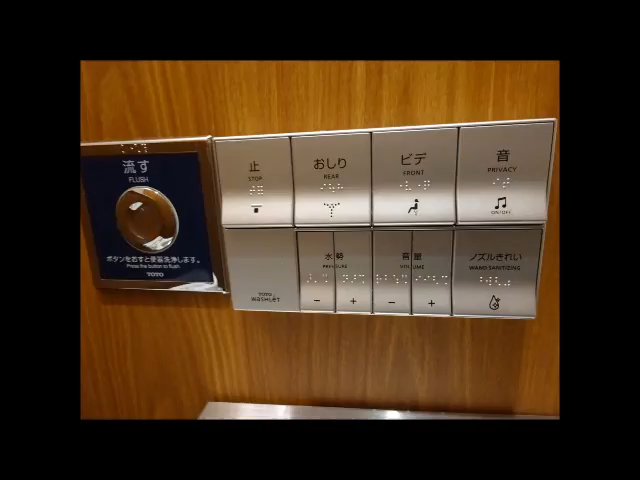 流す
FLUSH
ボタンをおすと便器洗浄します。
Press the button to flush.
TOTO
止
STOP
おしり
REAR
ビデ
FRONT
音
PRIVACY
ON/OFF
TOTO
WASHLET
水勢
PRESSURE
- +
音量
VOLUME
- +
ノズルきれい
WAND SANITIZING